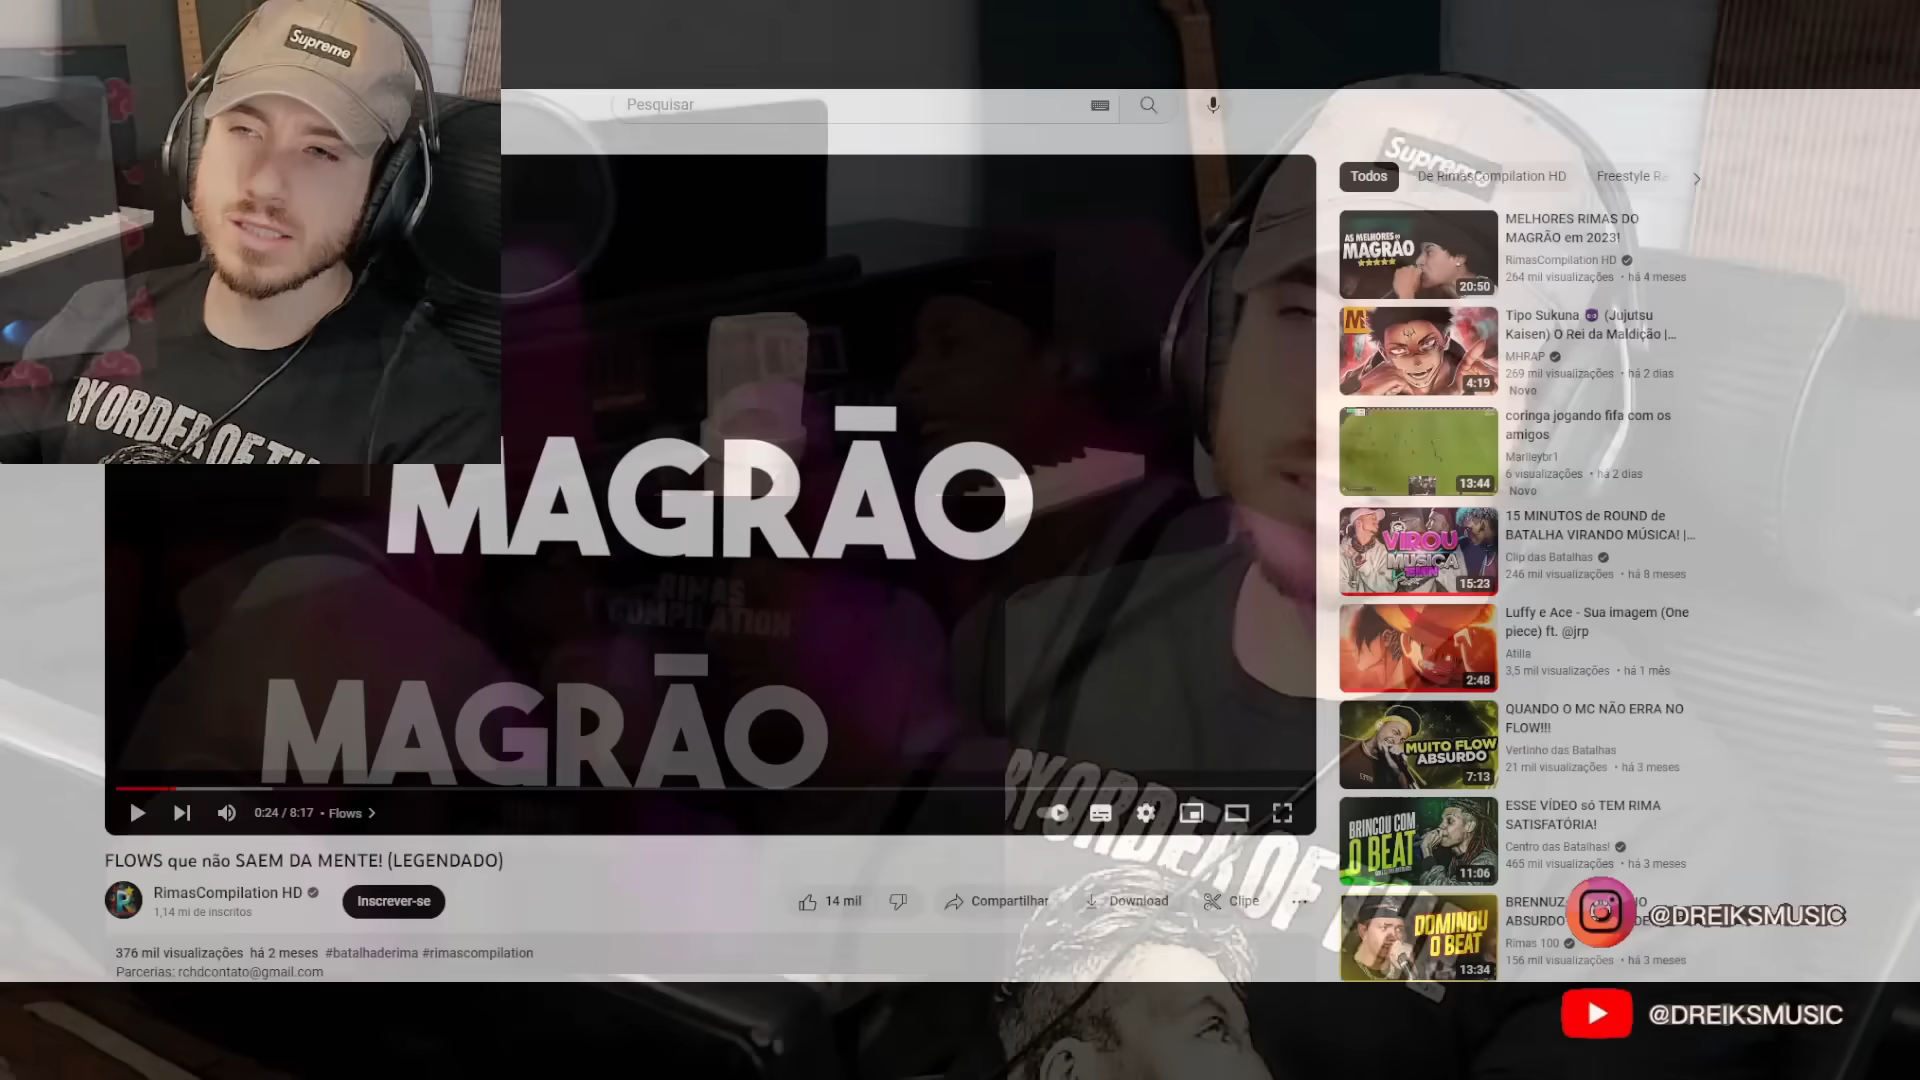 Supreme
Pesquisar
Supreme
BY ORDER OF
MAGRÃO
RIMAS
COMPILATION
MAGRÃO
0:24 / 8:17 • Flows
FLOWS que não SAEM DA MENTE! (LEGENDADO)
RimasCompilation HD
1,14 mi de inscritos
Inscrever-se
14 mil
Compartilhar
Download
Clipe
376 mil visualizações há 2 meses #batalhaderima #rimascompilation
Parcerias: rchdcontato@gmail.com
BY ORDER OF
Todos
De RimasCompilation HD
Freestyle
AS MELHORES DO
MAGRÃO
20:50
MELHORES RIMAS DO
MAGRÃO em 2023!
RimasCompilation HD
264 mil visualizações • há 4 meses
M
4:19
Tipo Sukuna 😈 (Jujutsu
Kaisen) O Rei da Maldição |...
MHRAP
269 mil visualizações • há 2 dias
Novo
13:44
coringa jogando fifa com os
amigos
Marlleybr1
6 visualizações • há 2 dias
Novo
VIROU
MÚSICA
15:23
15 MINUTOS de ROUND de
BATALHA VIRANDO MÚSICA! |...
Clip das Batalhas
246 mil visualizações • há 8 meses
2:48
Luffy e Ace - Sua imagem (One
piece) ft. @jrp
Atilla
3,5 mil visualizações • há 1 mês
MUITO FLOW
ABSURDO
7:13
QUANDO O MC NÃO ERRA NO
FLOW!!!
Vertinho das Batalhas
21 mil visualizações • há 3 meses
BRINCOU COM
O BEAT
11:06
ESSE VÍDEO só TEM RIMA
SATISFATÓRIA!
Centro das Batalhas!
465 mil visualizações • há 3 meses
DOMINOU
O BEAT
13:34
BRENNUZ
ABSURDO
Rimas 100
156 mil visualizações • há 3 meses
@DREIKSMUSIC
@DREIKSMUSIC